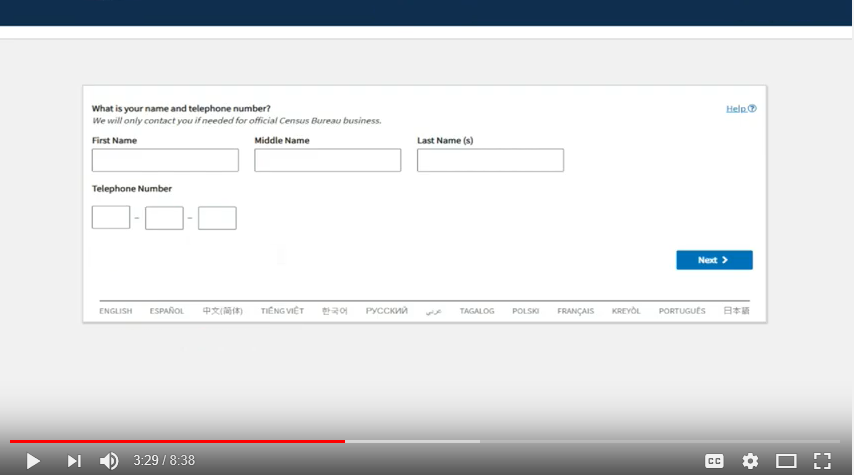 What is your name and telephone number?
Help
We will only contact you if needed for official Census Bureau business.
First Name Middle Name Last Name (s)
Telephone Number
- -
Next
ENGLISH ESPAÑOL 中文(简体) TIẾNG VIỆT 한국어 РУССКИЙ عربي TAGALOG POLSKI FRANÇAIS KREYÒL PORTUGUÊS 日本語
3:29 / 8:38 CC